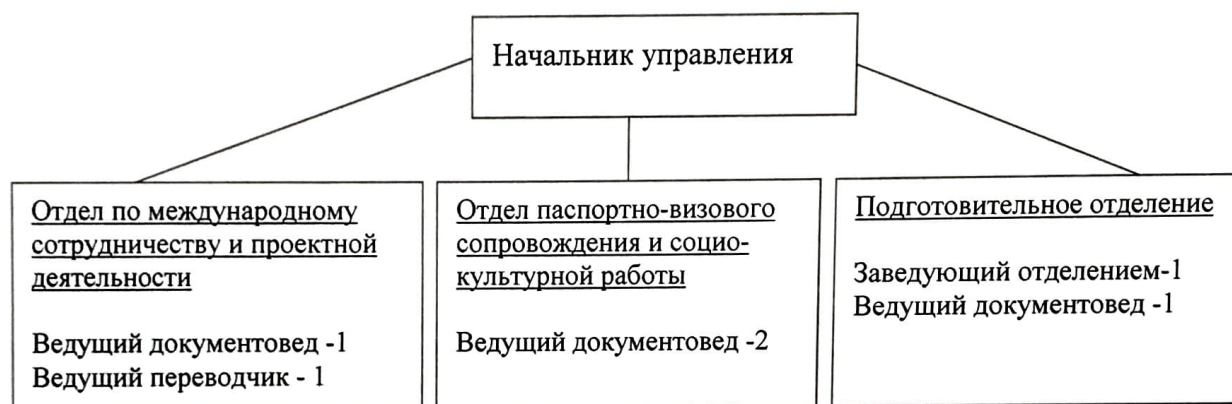 Начальник управления
Отдел по международному
сотрудничеству и проектной
деятельности
Ведущий документовед -1
Ведущий переводчик - 1
Отдел паспортно-визового
сопровождения и социо-
культурной работы
Ведущий документовед -2
Подготовительное отделение
Заведующий отделением-1
Ведущий документовед -1